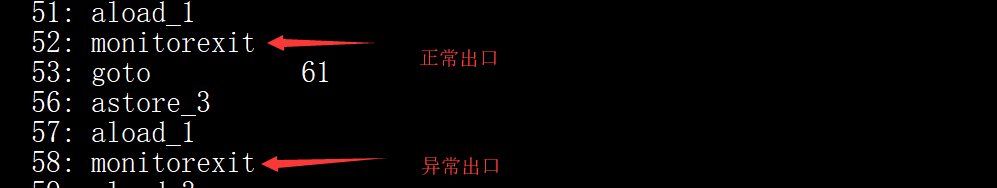 51: aload_1
52: monitorexit
正常出口
53: goto 61
56: astore_3
57: aload_1
58: monitorexit
异常出口